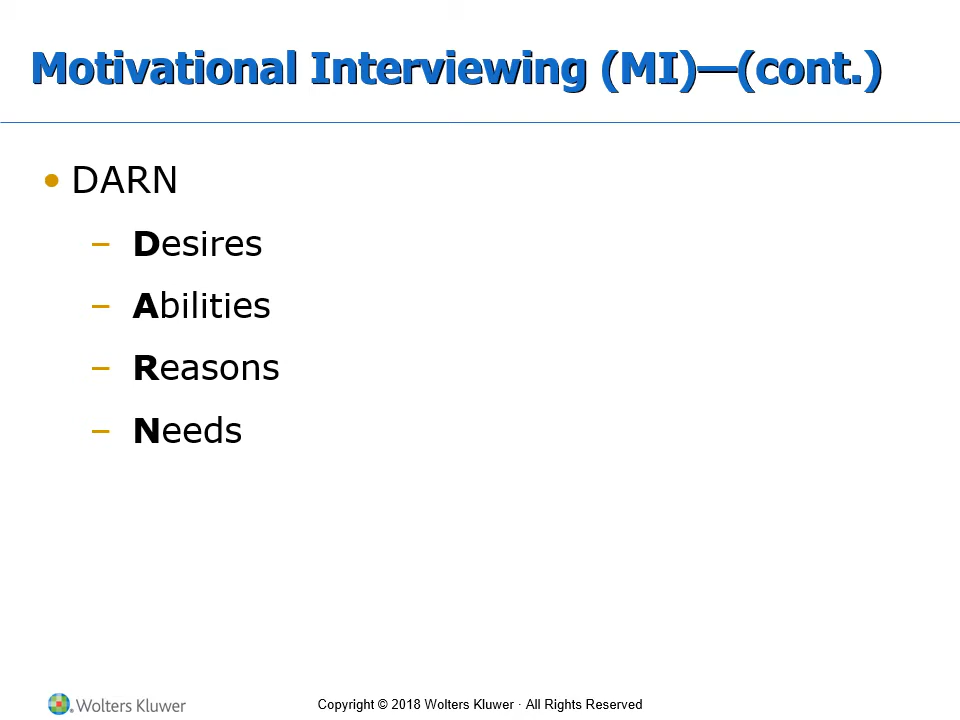 Motivational Interviewing (MI)—(cont.)
• DARN
– Desires
– Abilities
– Reasons
– Needs
Wolters Kluwer
Copyright © 2018 Wolters Kluwer · All Rights Reserved